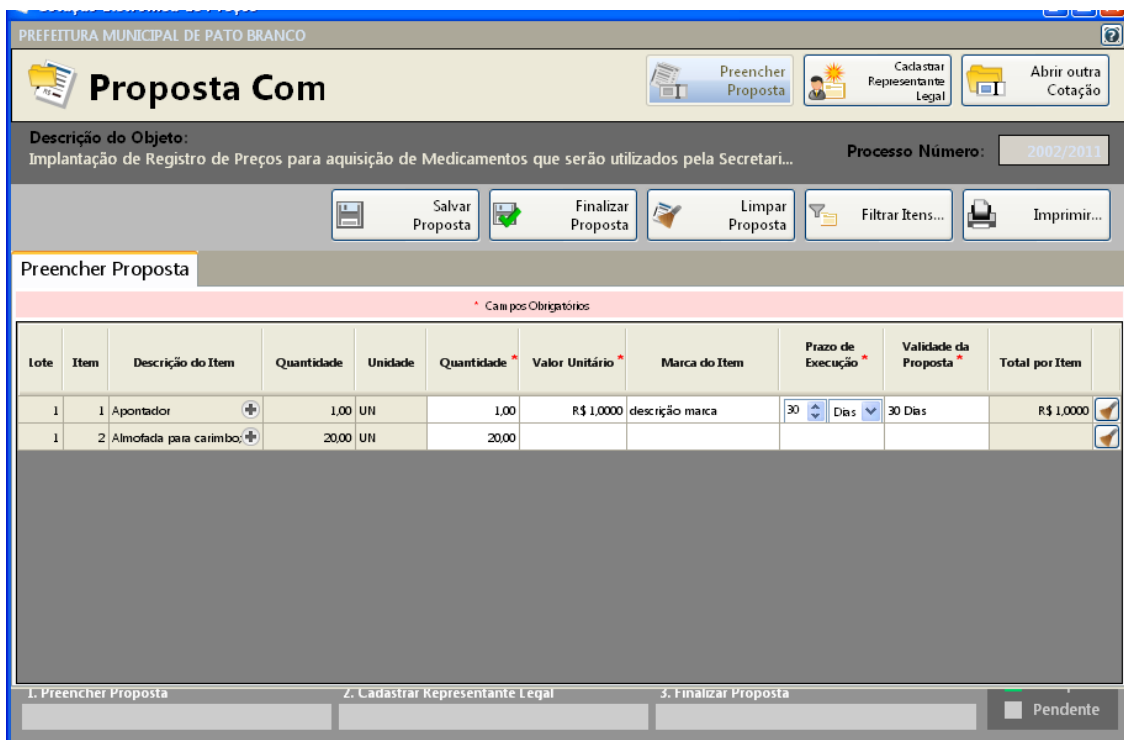 PREFEITURA MUNICIPAL DE PATO BRANCO
Proposta Com
Preencher Proposta
Cadastrar Representante Legal
Abrir outra Cotação
Descrição do Objeto:
Implantação de Registro de Preços para aquisição de Medicamentos que serão utilizados pela Secretari...
Processo Número: 2002/2011
Salvar Proposta
Finalizar Proposta
Limpar Proposta
Filtrar Itens...
Imprimir...
Preencher Proposta
* Campos Obrigatórios
Lote Item Descrição do Item Quantidade Unidade Quantidade * Valor Unitário * Marca do Item Prazo de Execução * Validade da Proposta * Total por Item
1 1 Apontador 1,00 UN 1,00 R$ 1,0000 descrição marca 30 Dias 30 Dias R$ 1,0000
1 2 Almofada para carimbo; 20,00 UN 20,00
1. Preencher Proposta 2. Cadastrar Representante Legal 3. Finalizar Proposta
Pendente